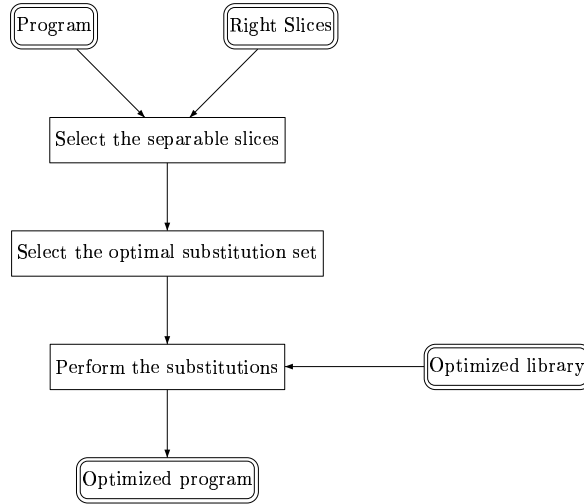 Program
Right Slices
Select the separable slices
Select the optimal substitution set
Perform the substitutions
Optimized library
Optimized program